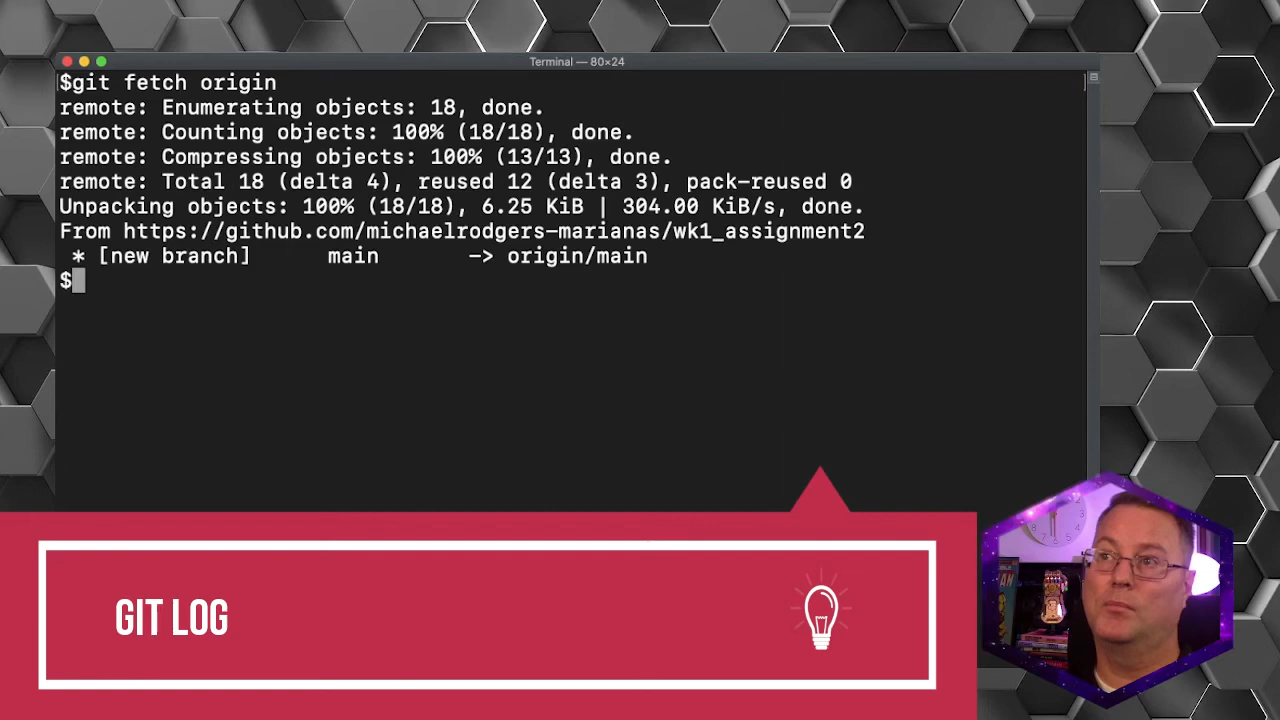 Terminal — 80×24
$git fetch origin
remote: Enumerating objects: 18, done.
remote: Counting objects: 100% (18/18), done.
remote: Compressing objects: 100% (13/13), done.
remote: Total 18 (delta 4), reused 12 (delta 3), pack-reused 0
Unpacking objects: 100% (18/18), 6.25 KiB | 304.00 KiB/s, done.
From https://github.com/michaelrodgers-marianas/wk1_assignment2
 * [new branch]      main       -> origin/main
$
GIT LOG